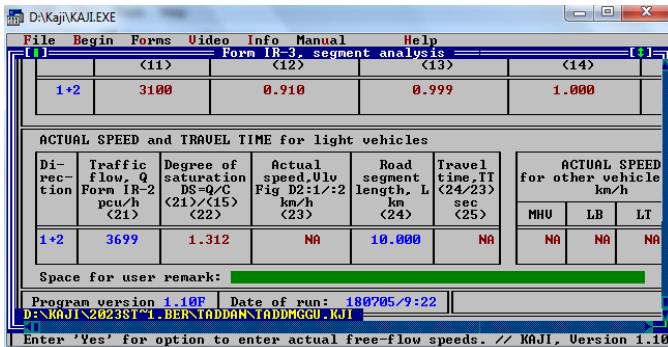 D:\Kaji\KAJI.EXE
File Begin Forms Video Info Manual Help
Form IR-3, segment analysis
(11) (12) (13) (14)
1+2 3100 0.910 0.999 1.000
ACTUAL SPEED and TRAVEL TIME for light vehicles
Di- Traffic Degree of Actual Road Travel ACTUAL SPEED
rec- flow, Q saturation speed,Vlv segment time,TT for other vehicle
tion Form IR-2 DS=Q/C Fig D2:1/:2 length, L (24/23) km/h
pcu/h (21)/(15) km/h km sec
(21) (22) (23) (24) (25) MHV LB LT
1+2 3699 1.312 NA 10.000 NA NA NA NA
Space for user remark:
Program version 1.10F Date of run: 180705/9:22
D:\KAJI\2023ST~1.BER\TADDAN\TADDMGGU.KJI
Enter 'Yes' for option to enter actual free-flow speeds. // KAJI, Version 1.10